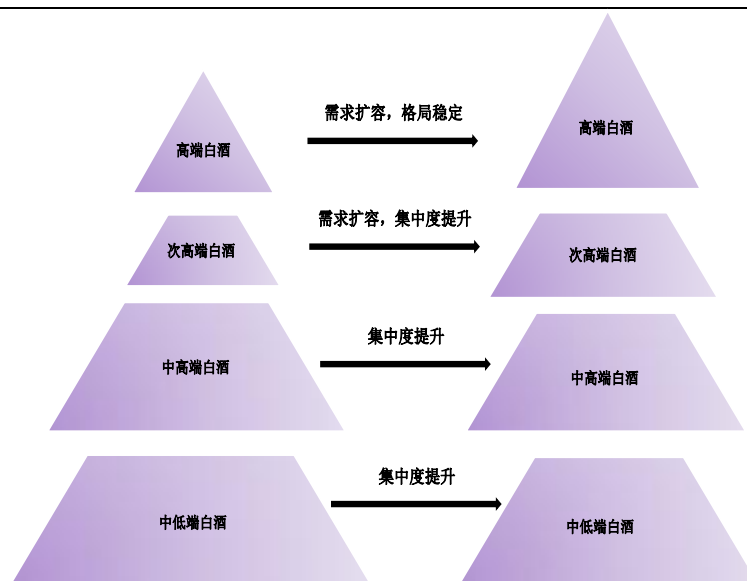 高端白酒
需求扩容，格局稳定
高端白酒
次高端白酒
需求扩容，集中度提升
次高端白酒
中高端白酒
集中度提升
中高端白酒
中低端白酒
集中度提升
中低端白酒